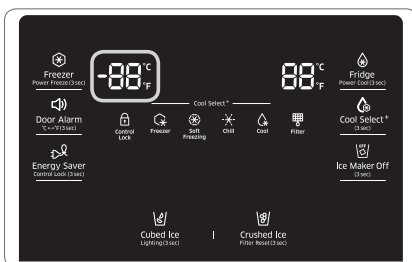 Freezer
Power Freeze (3 sec)
-88 °C °F
88 °C °F
Fridge
Power Cool (3 sec)
Door Alarm
°C↔°F (3 sec)
Cool Select+
Control Lock
Freezer
Soft Freezing
Chill
Cool
Filter
Cool Select+
(3 sec)
Energy Saver
Control Lock (3 sec)
OFF
Ice Maker Off
(3 sec)
Cubed Ice
Lighting (3 sec)
Crushed Ice
Filter Reset (3 sec)